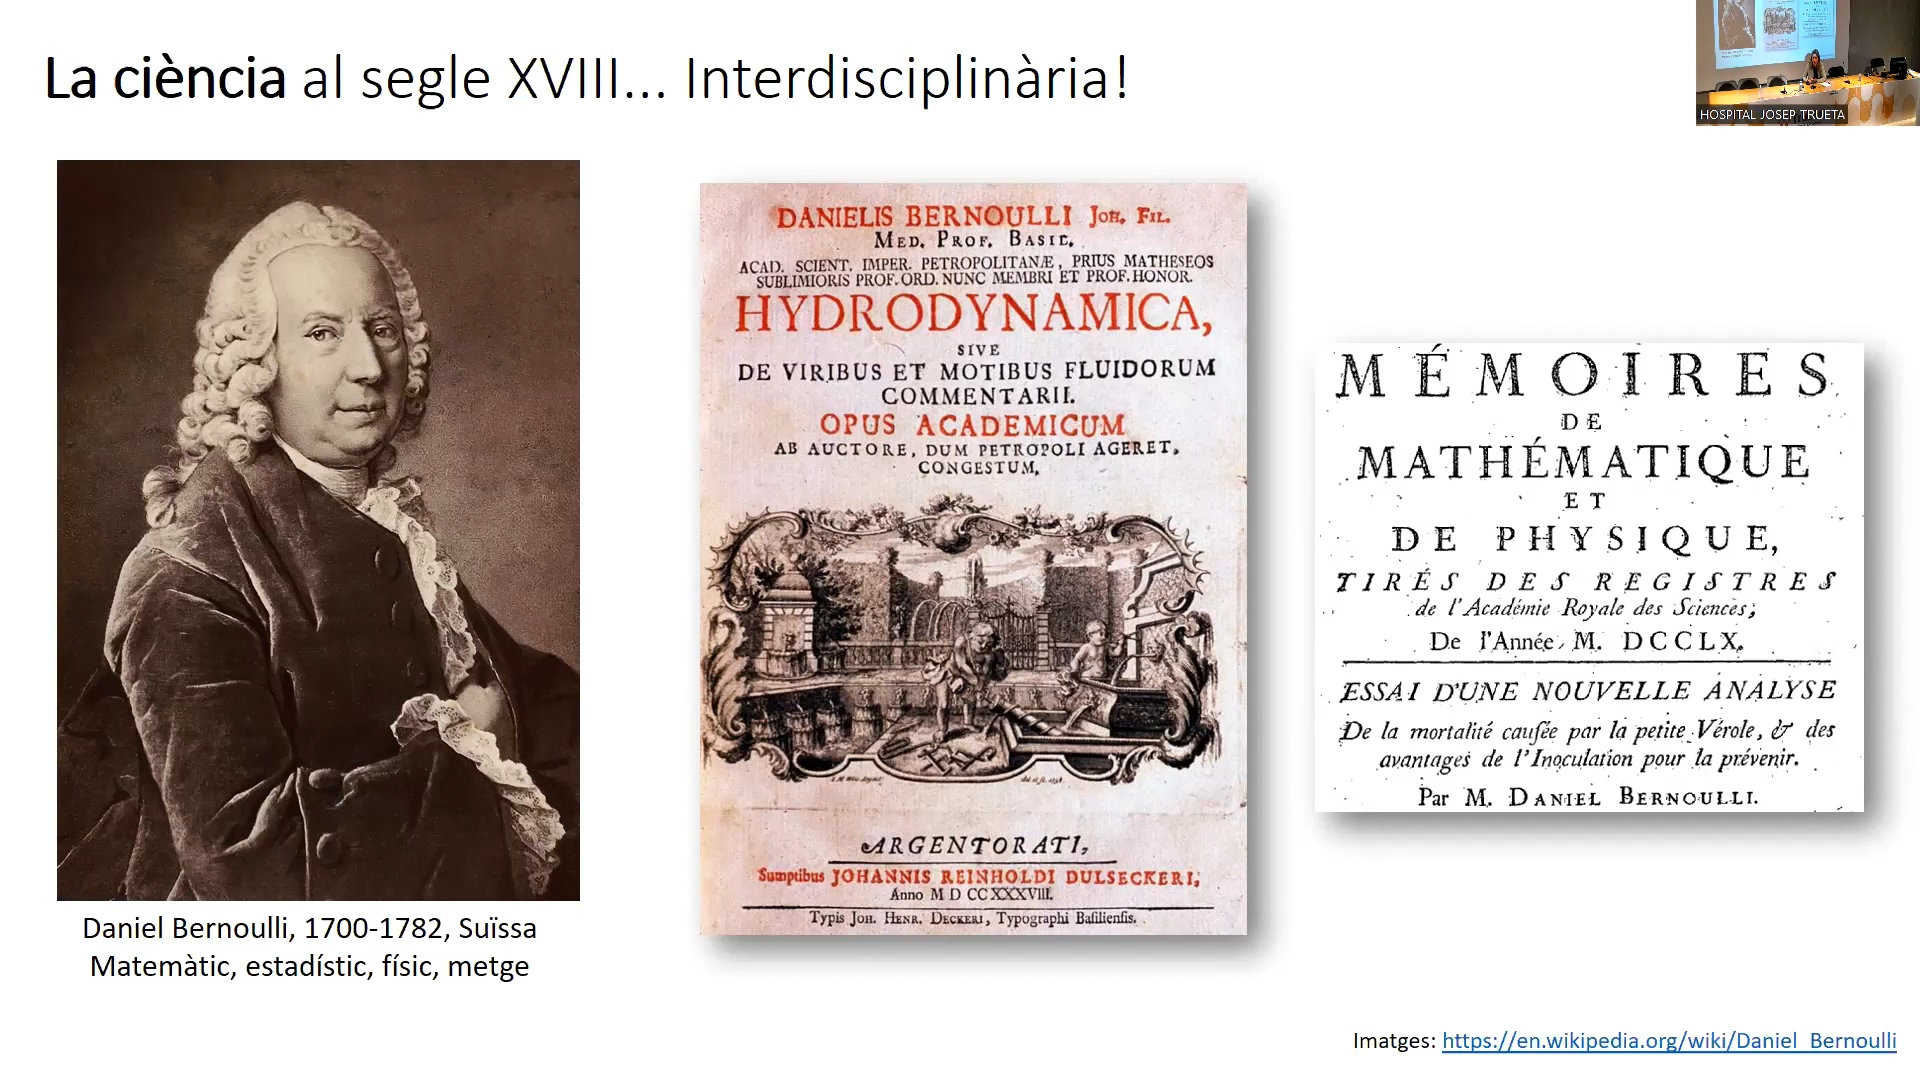 La ciència al segle XVIII... Interdisciplinària!
HOSPITAL JOSEP TRUETA
DANIELIS BERNOULLI JOH. FIL.
MED. PROF. BASIL.
ACAD. SCIENT. IMPER. PETROPOLITANÆ, PRIUS MATHESEOS
SUBLIMIORIS PROF. ORD. NUNC MEMBRI ET PROF. HONOR.
HYDRODYNAMICA,
SIVE
DE VIRIBUS ET MOTIBUS FLUIDORUM
COMMENTARII.
OPUS ACADEMICUM
AB AUCTORE, DUM PETROPOLI AGERET,
CONGESTUM.
ARGENTORATI,
Sumptibus JOHANNIS REINHOLDI DULSECKERI,
Anno M D CC XXXVIII.
Typis JOH. HENR. DECKERI, Typographi Basiliensis.
MÉMOIRES
DE
MATHÉMATIQUE
ET
DE PHYSIQUE,
TIRÉS DES REGISTRES
de l'Académie Royale des Sciences;
De l'Année M. DCCLX.
ESSAI D'UNE NOUVELLE ANALYSE
De la mortalité causée par la petite Vérole, & des
avantages de l'Inoculation pour la prévenir.
Par M. DANIEL BERNOULLI.
Daniel Bernoulli, 1700-1782, Suïssa
Matemàtic, estadístic, físic, metge
Imatges: https://en.wikipedia.org/wiki/Daniel_Bernoulli